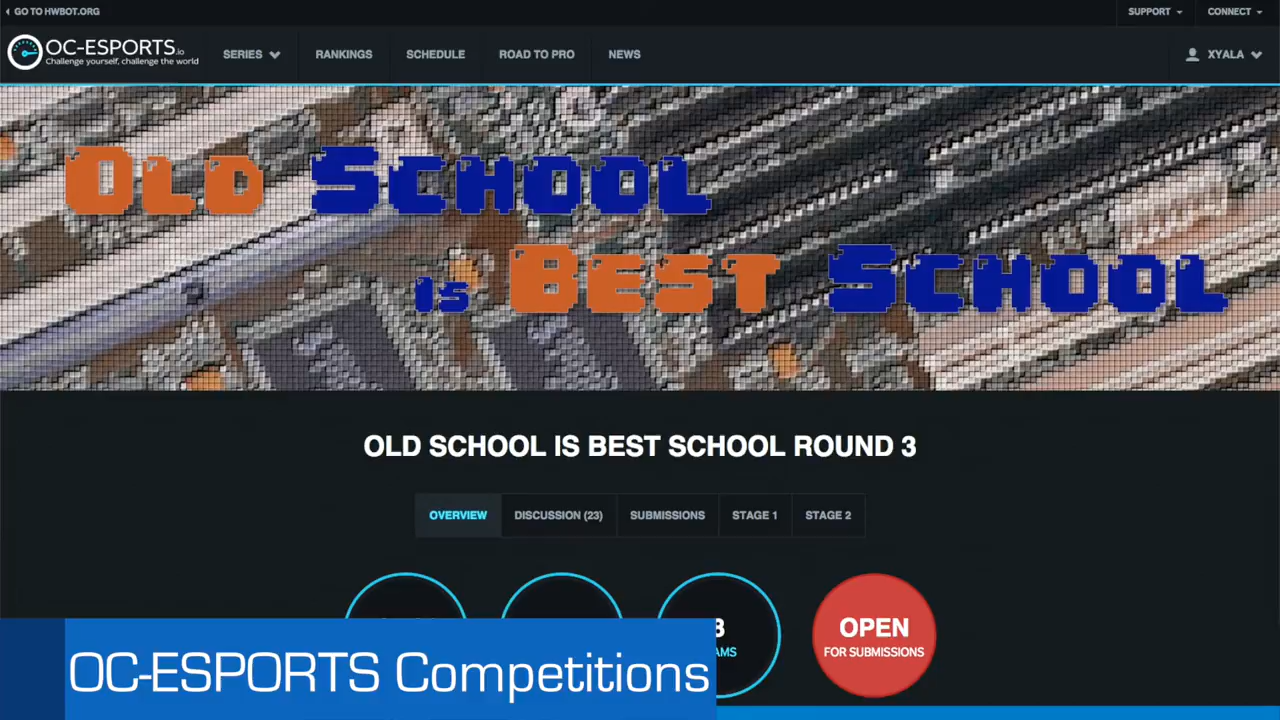 GO TO HWBOT.ORG
SUPPORT
CONNECT
OC-ESPORTS.io
Challenge yourself, challenge the world
SERIES
RANKINGS
SCHEDULE
ROAD TO PRO
NEWS
XYALA
OLD SCHOOL
IS BEST SCHOOL
OLD SCHOOL IS BEST SCHOOL ROUND 3
OVERVIEW
DISCUSSION (23)
SUBMISSIONS
STAGE 1
STAGE 2
OPEN
FOR SUBMISSIONS
OC-ESPORTS Competitions